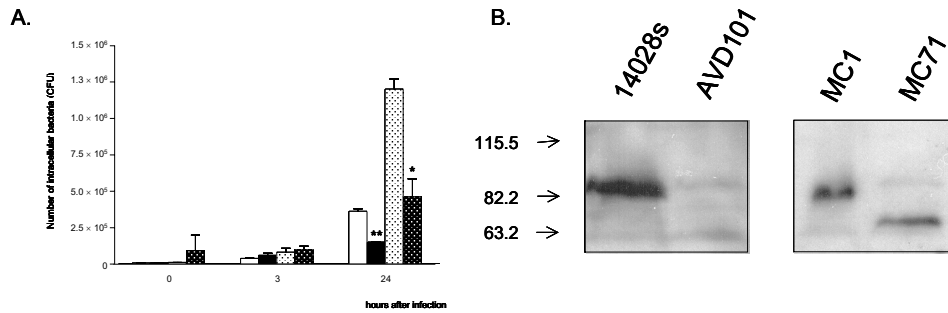 A.
Number of intracellular bacteria (CFU)
1.5 × 10⁶
1.3 × 10⁶
1.0 × 10⁶
7.5 × 10⁵
5.0 × 10⁵
2.5 × 10⁵
0
**
*
0 3 24
hours after infection
B.
14028s AVD101 MC1 MC71
115.5
82.2
63.2